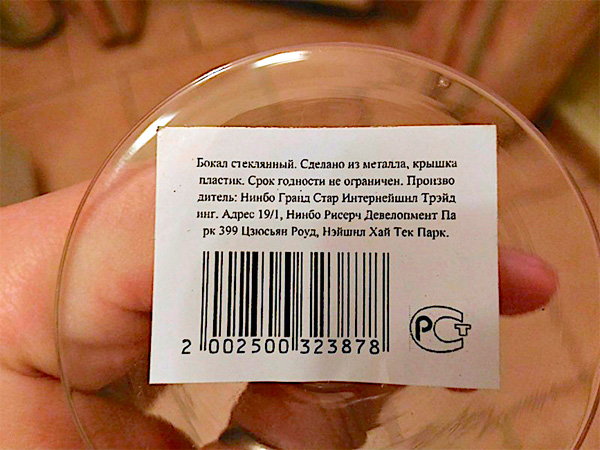 Бокал стеклянный. Сделано из металла, крышка
пластик. Срок годности не ограничен. Произво
дитель: Нинбо Гранд Стар Интернейшнл Трэйд
инг. Адрес 19/1, Нинбо Рисерч Девелопмент Па
рк 399 Цзюсьян Роуд, Нэйшнл Хай Тек Парк.
2 002500 323878
РСТ